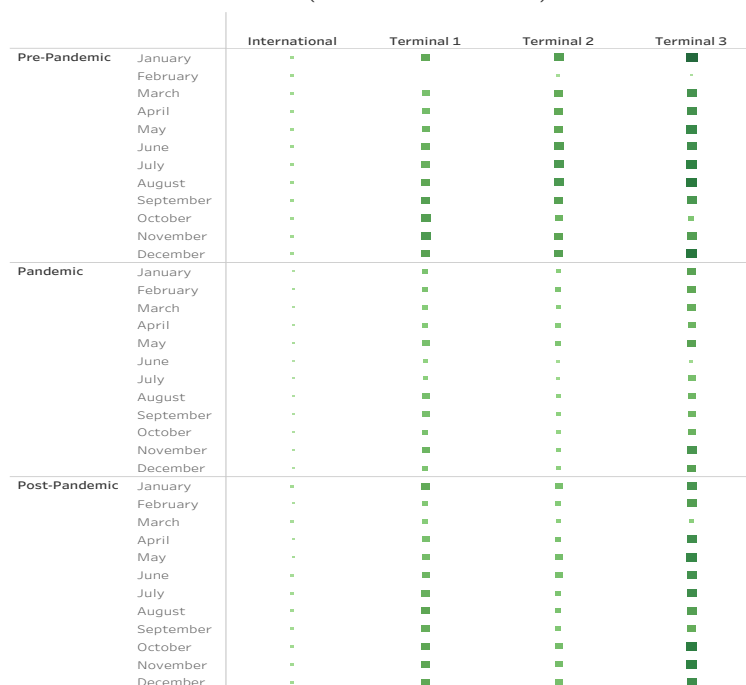 International Terminal 1 Terminal 2 Terminal 3
Pre-Pandemic January
February
March
April
May
June
July
August
September
October
November
December
Pandemic January
February
March
April
May
June
July
August
September
October
November
December
Post-Pandemic January
February
March
April
May
June
July
August
September
October
November
December